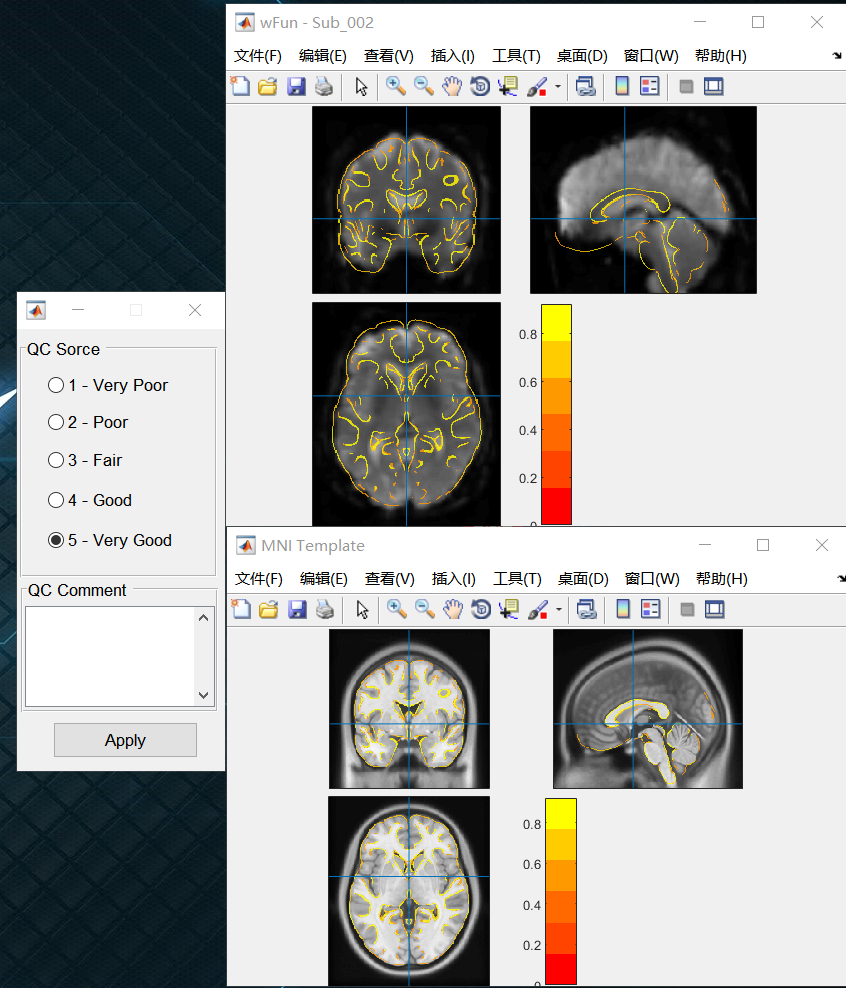 wFun - Sub_002
文件(F) 编辑(E) 查看(V) 插入(I) 工具(T) 桌面(D) 窗口(W) 帮助(H)
0.8
0.6
0.4
0.2
QC Sorce
1 - Very Poor
2 - Poor
3 - Fair
4 - Good
5 - Very Good
QC Comment
Apply
MNI Template
文件(F) 编辑(E) 查看(V) 插入(I) 工具(T) 桌面(D) 窗口(W) 帮助(H)
0.8
0.6
0.4
0.2